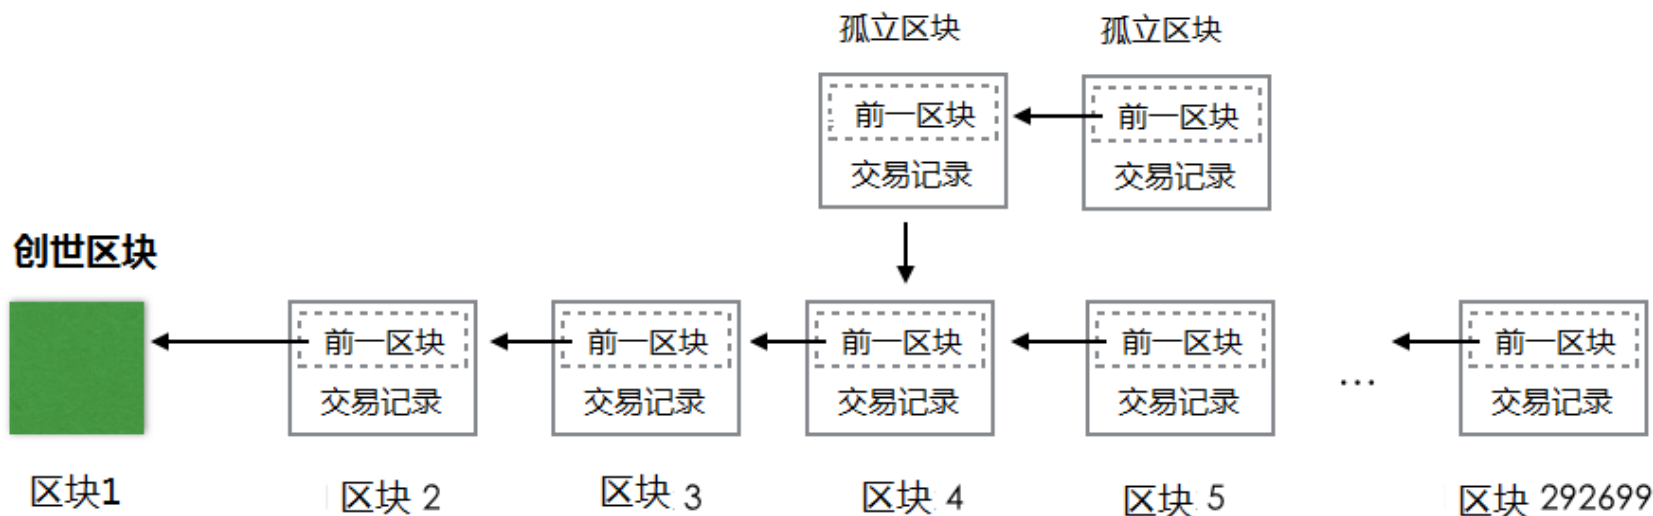 孤立区块 孤立区块
前一区块 前一区块
交易记录 交易记录
创世区块
前一区块 前一区块 前一区块 前一区块 前一区块
...
交易记录 交易记录 交易记录 交易记录 交易记录
区块1 区块 2 区块 3 区块 4 区块 5 区块 292699